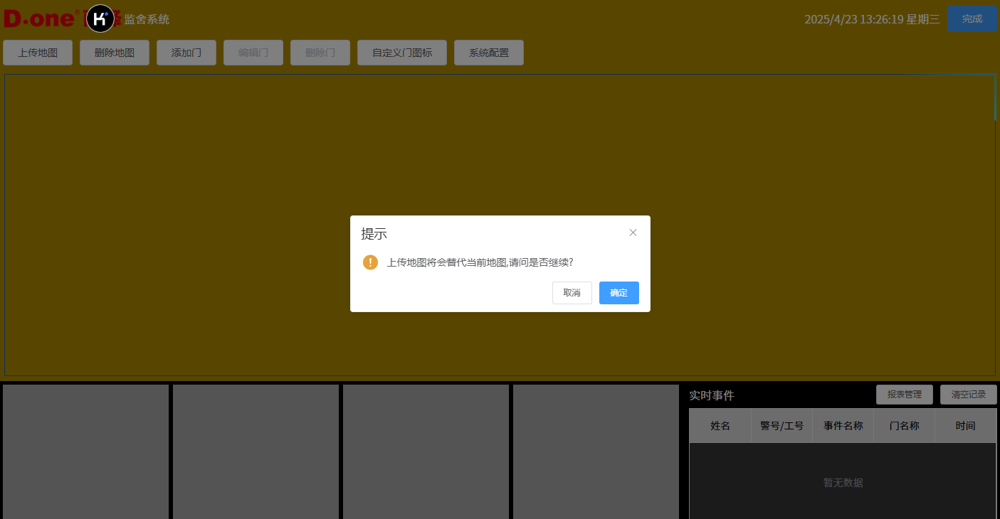 D·one
监舍系统
2025/4/23 13:26:19 星期三
完成
上传地图
删除地图
添加门
编辑门
删除门
自定义门图标
系统配置
提示
上传地图将会替代当前地图,请问是否继续?
取消
确定
实时事件
报表管理
清空记录
姓名
警号/工号
事件名称
门名称
时间
暂无数据